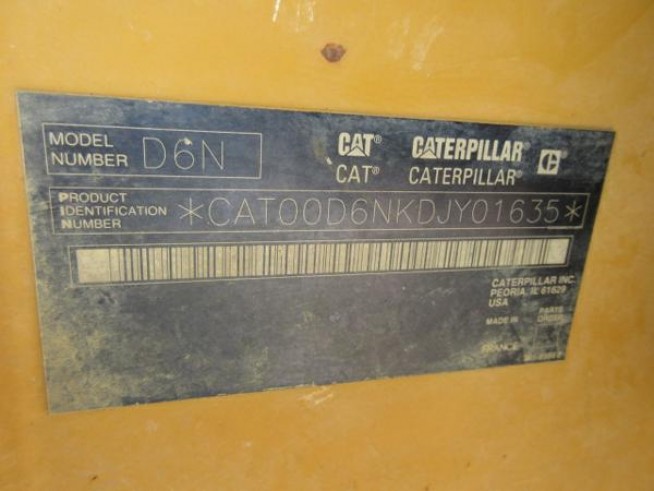 MODEL NUMBER D6N
CAT® CATERPILLAR® C
CAT® CATERPILLAR®
PRODUCT IDENTIFICATION NUMBER *CAT00D6NKDJY01635*
CATERPILLAR INC.
PEORIA, IL 61629
USA
MADE IN
FRANCE